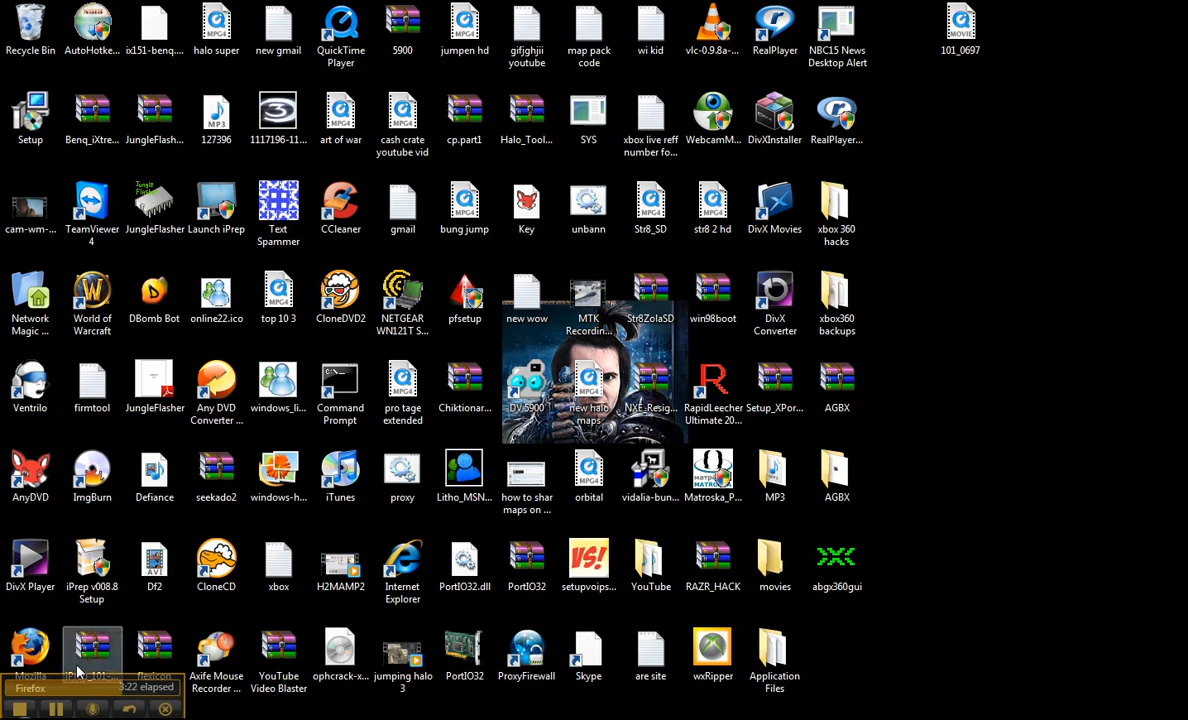 Recycle Bin
AutoHotke...
ix151-benq....
halo super
new gmail
QuickTime
Player
5900
jumpen hd
gifjghjii
youtube
map pack
code
wi kid
vlc-0.9.8a-...
RealPlayer
NBC15 News
Desktop Alert
101_0697
Setup
Benq_iXtre...
JungleFlash...
127396
1117196-11...
art of war
cash crate
youtube vid
cp.part1
Halo_Tool...
SYS
xbox live reff
number fo...
WebcamM...
DivXInstaller
RealPlayer...
cam-wm-...
TeamViewer
4
JungleFlasher
Launch iPrep
Text
Spammer
CCleaner
gmail
bung jump
Key
unbann
Str8_SD
str8 2 hd
DivX Movies
xbox 360
hacks
Network
Magic ...
World of
Warcraft
DBomb Bot
online22.ico
top 10 3
CloneDVD2
NETGEAR
WN121T S...
pfsetup
new wow
MTK
Recordin...
Str8ZolaSD
win98boot
DivX
Converter
xbox360
backups
Ventrilo
firmtool
JungleFlasher
Any DVD
Converter ...
windows_li...
Command
Prompt
pro tage
extended
Chiktionar...
DV 5900
new halo
maps
NXE_Resig...
RapidLeecher
Ultimate 20...
Setup_XPor...
AGBX
AnyDVD
ImgBurn
Defiance
seekado2
windows-h...
iTunes
proxy
Litho_MSN...
how to shar
maps on ...
orbital
vidalia-bun...
Matroska_P...
MP3
AGBX
DivX Player
iPrep v008.8
Setup
Df2
CloneCD
xbox
H2MAMP2
Internet
Explorer
PortIO32.dll
PortIO32
setupvoips...
YouTube
RAZR_HACK
movies
abgx360gui
Mozilla
Firefox
flexicon
Axife Mouse
Recorder ...
YouTube
Video Blaster
ophcrack-x...
jumping halo
3
PortIO32
ProxyFirewall
Skype
are site
wxRipper
Application
Files
3:22 elapsed